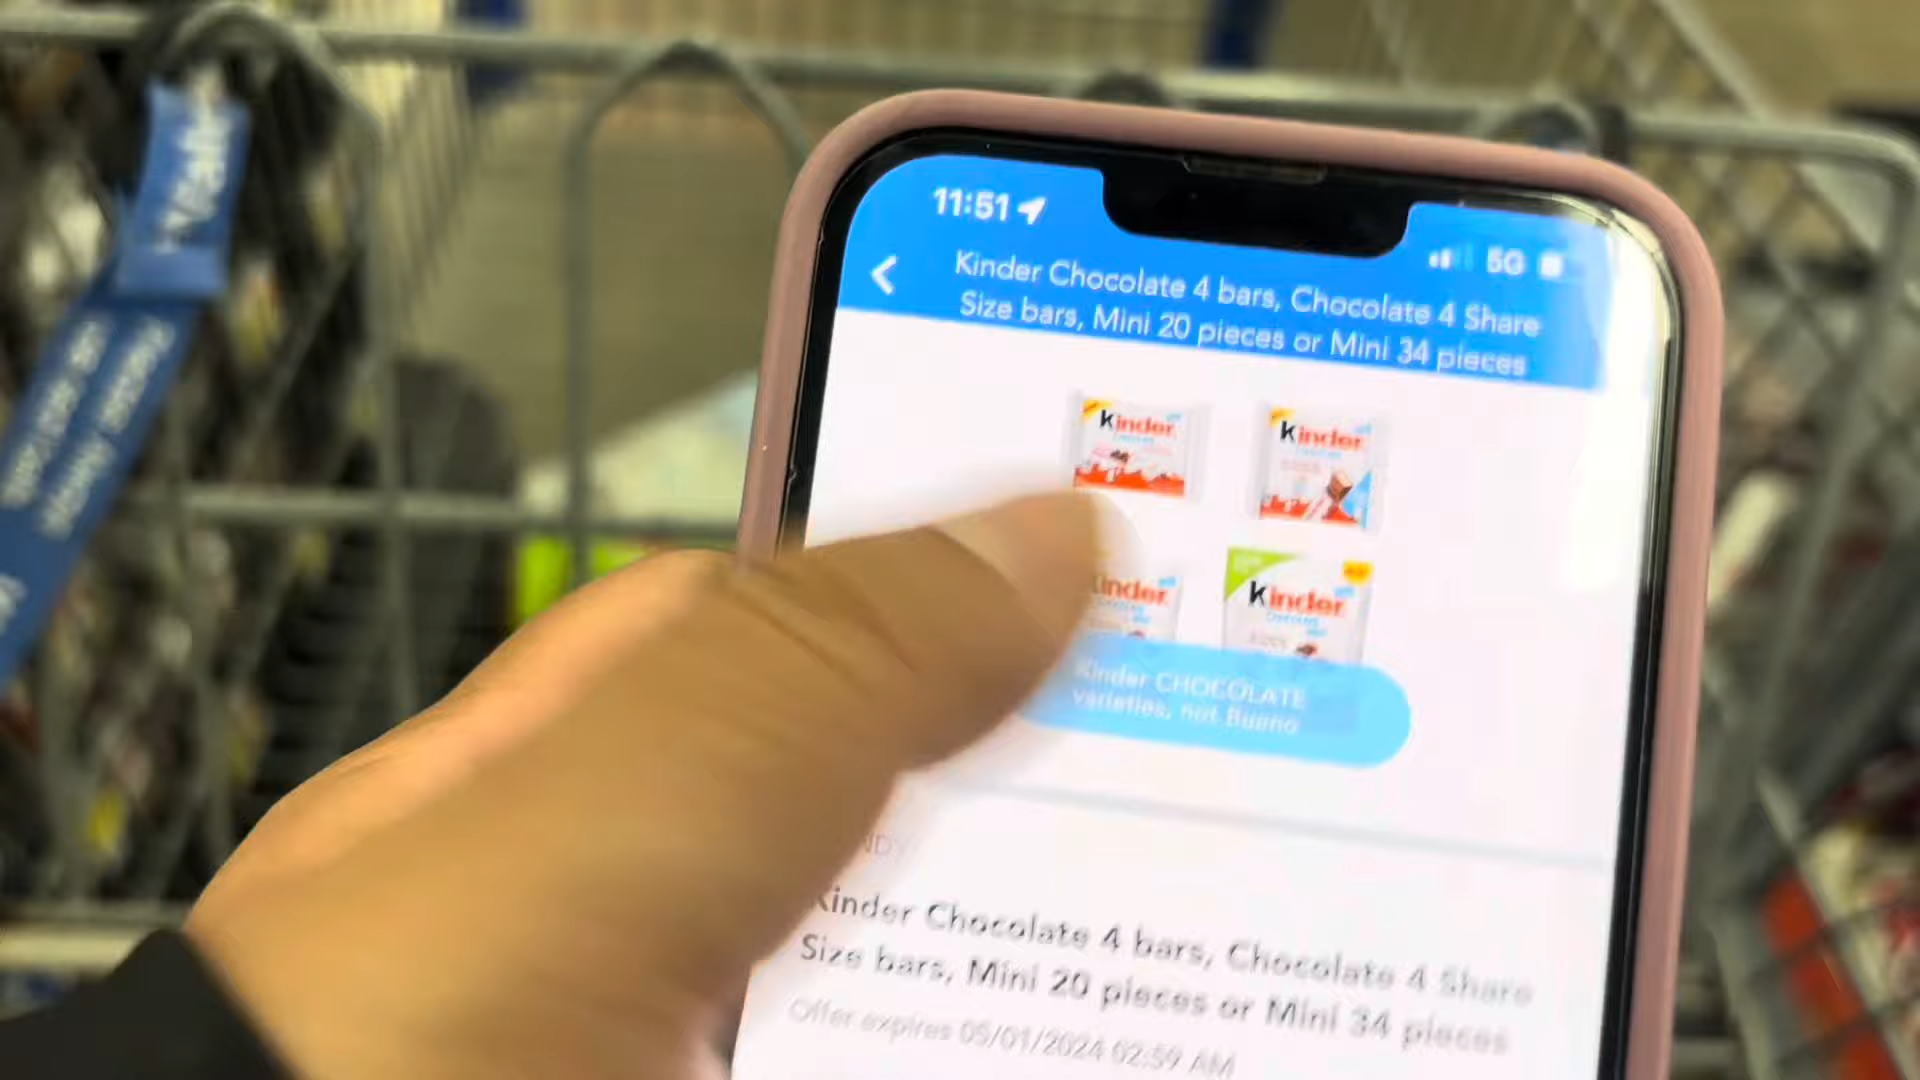 11:51
5G
Kinder Chocolate 4 bars, Chocolate 4 Share
Size bars, Mini 20 pieces or Mini 34 pieces
Kinder
Kinder
Kinder
Kinder
Kinder CHOCOLATE
varieties, not Bueno
Kinder Chocolate 4 bars, Chocolate 4 Share
Size bars, Mini 20 pieces or Mini 34 pieces
Offer expires 05/01/2024 02:59 AM